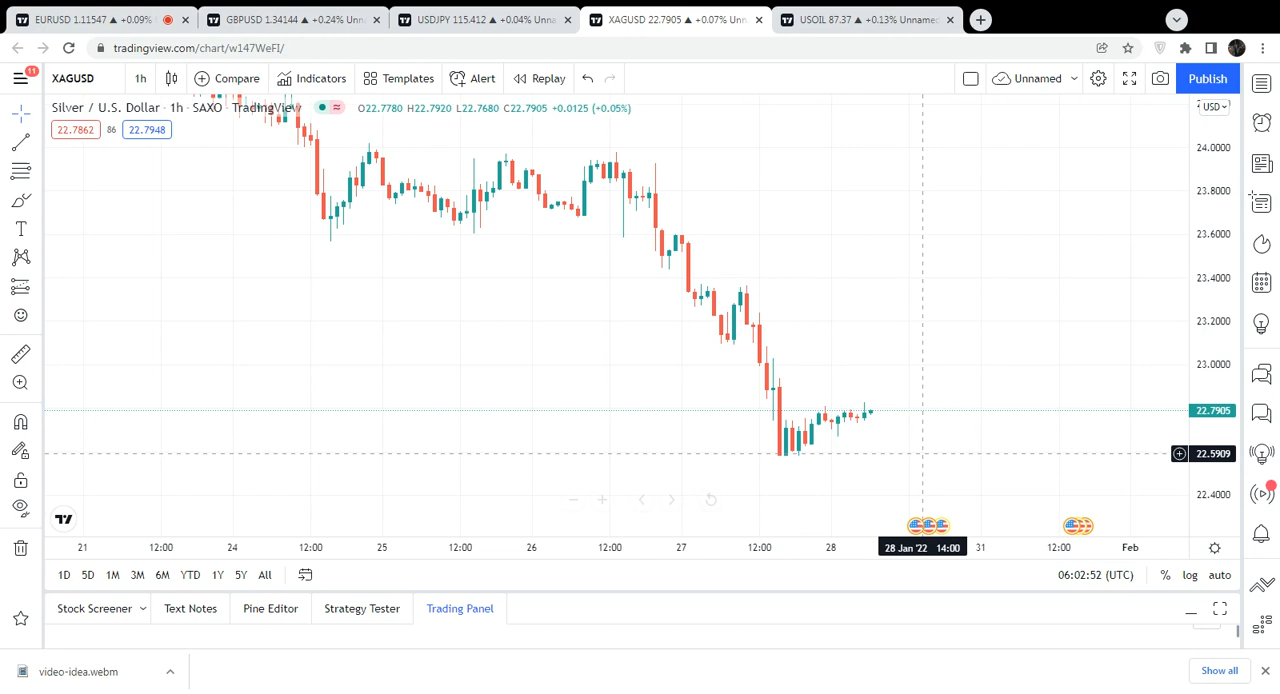 EURUSD 1.11547 ▲ +0.09%
GBPUSD 1.34144 ▲ +0.24% Unna
USDJPY 115.412 ▲ +0.04% Unna
XAGUSD 22.7905 ▲ +0.07% Unn
USOIL 87.37 ▲ +0.13% Unnamed
tradingview.com/chart/w147WeFI/
11
XAGUSD
1h
Compare
Indicators
Templates
Alert
Replay
Unnamed
Publish
Silver / U.S. Dollar · 1h · SAXO · TradingView
O22.7780 H22.7920 L22.7680 C22.7905 +0.0125 (+0.05%)
USD
22.7862
86
22.7948
24.0000
23.8000
23.6000
23.4000
23.2000
23.0000
22.7905
22.5909
22.4000
21
12:00
24
12:00
25
12:00
26
12:00
27
12:00
28
28 Jan '22 14:00
31
12:00
Feb
1D
5D
1M
3M
6M
YTD
1Y
5Y
All
06:02:52 (UTC)
%
log
auto
Stock Screener
Text Notes
Pine Editor
Strategy Tester
Trading Panel
video-idea.webm
Show all